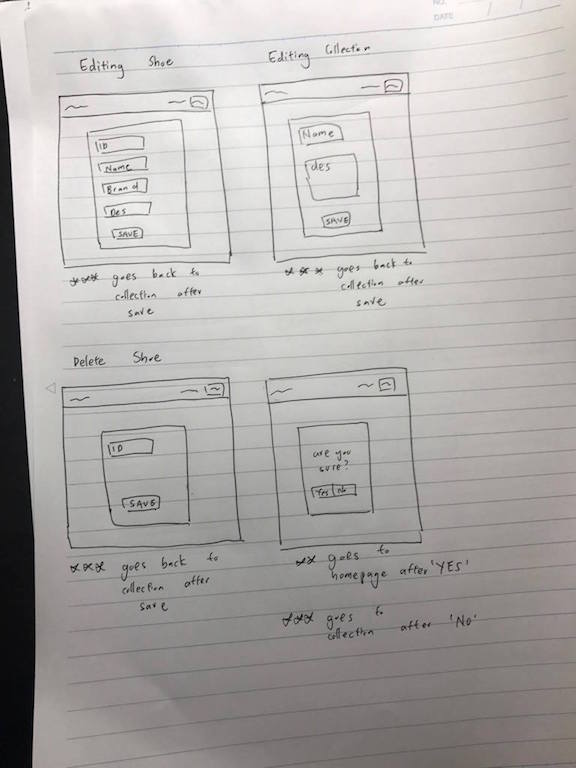 NO.
DATE
Editing Shoe
Editing Collection
ID
Name
Brand
Des
SAVE
*** goes back to
collection after
save
Name
des
SAVE
*** goes back to
collection after
save
Delete Shoe
ID
SAVE
*** goes back to
collection after
save
are you
sure?
Yes No
** goes to
homepage after 'YES'
*** goes to
collection after 'No'